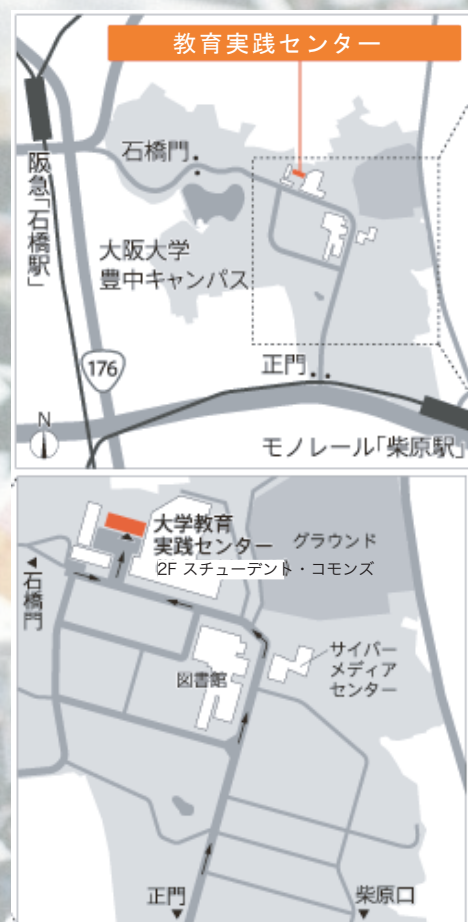 教育実践センター
石橋門
阪急「石橋駅」
大阪大学
豊中キャンパス
176
正門
N
モノレール「柴原駅」
大学教育
実践センター
2F スチューデント・コモンズ
グラウンド
石橋門
サイバー
メディア
センター
図書館
正門
柴原口